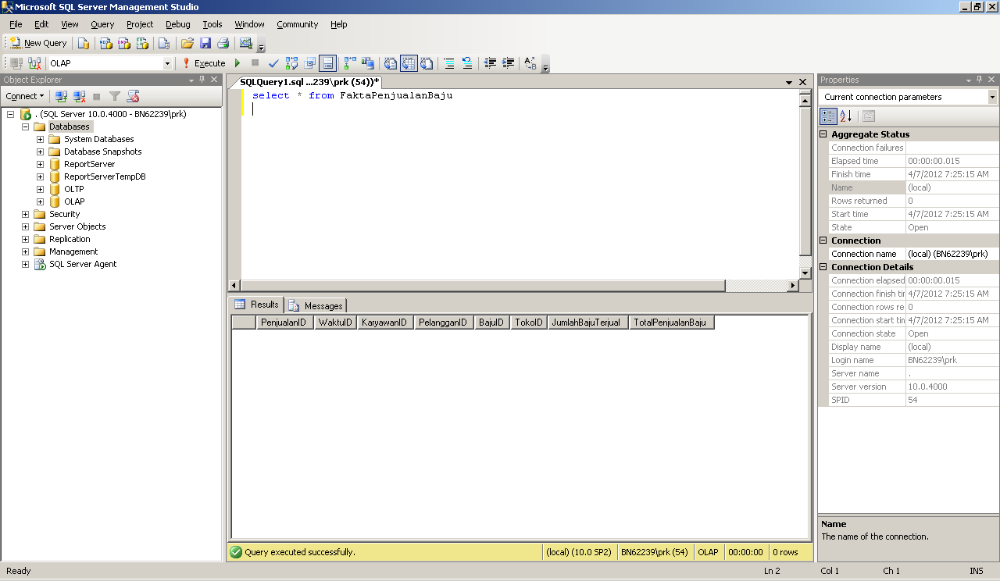 Microsoft SQL Server Management Studio
File Edit View Query Project Debug Tools Window Community Help
New Query
OLAP Execute
Object Explorer
Connect
. (SQL Server 10.0.4000 - BN62239\prk)
Databases
System Databases
Database Snapshots
ReportServer
ReportServerTempDB
OLTP
OLAP
Security
Server Objects
Replication
Management
SQL Server Agent
SQLQuery1.sql ...239\prk (54))*
select * from FaktaPenjualanBaju
Results Messages
PenjualanID WaktuID KaryawanID PelangganID BajuID TokoID JumlahBajuTerjual TotalPenjualanBaju
Query executed successfully. (local) (10.0 SP2) BN62239\prk (54) OLAP 00:00:00 0 rows
Properties
Current connection parameters
Aggregate Status
Connection failures
Elapsed time 00:00:00.015
Finish time 4/7/2012 7:25:15 AM
Name (local)
Rows returned 0
Start time 4/7/2012 7:25:15 AM
State Open
Connection
Connection name (local) (BN62239\prk)
Connection Details
Connection elapsed 00:00:00.015
Connection finish tir 4/7/2012 7:25:15 AM
Connection rows re 0
Connection start tin 4/7/2012 7:25:15 AM
Connection state Open
Display name (local)
Login name BN62239\prk
Server name .
Server version 10.0.4000
SPID 54
Name
The name of the connection.
Ready Ln 2 Col 1 Ch 1 INS